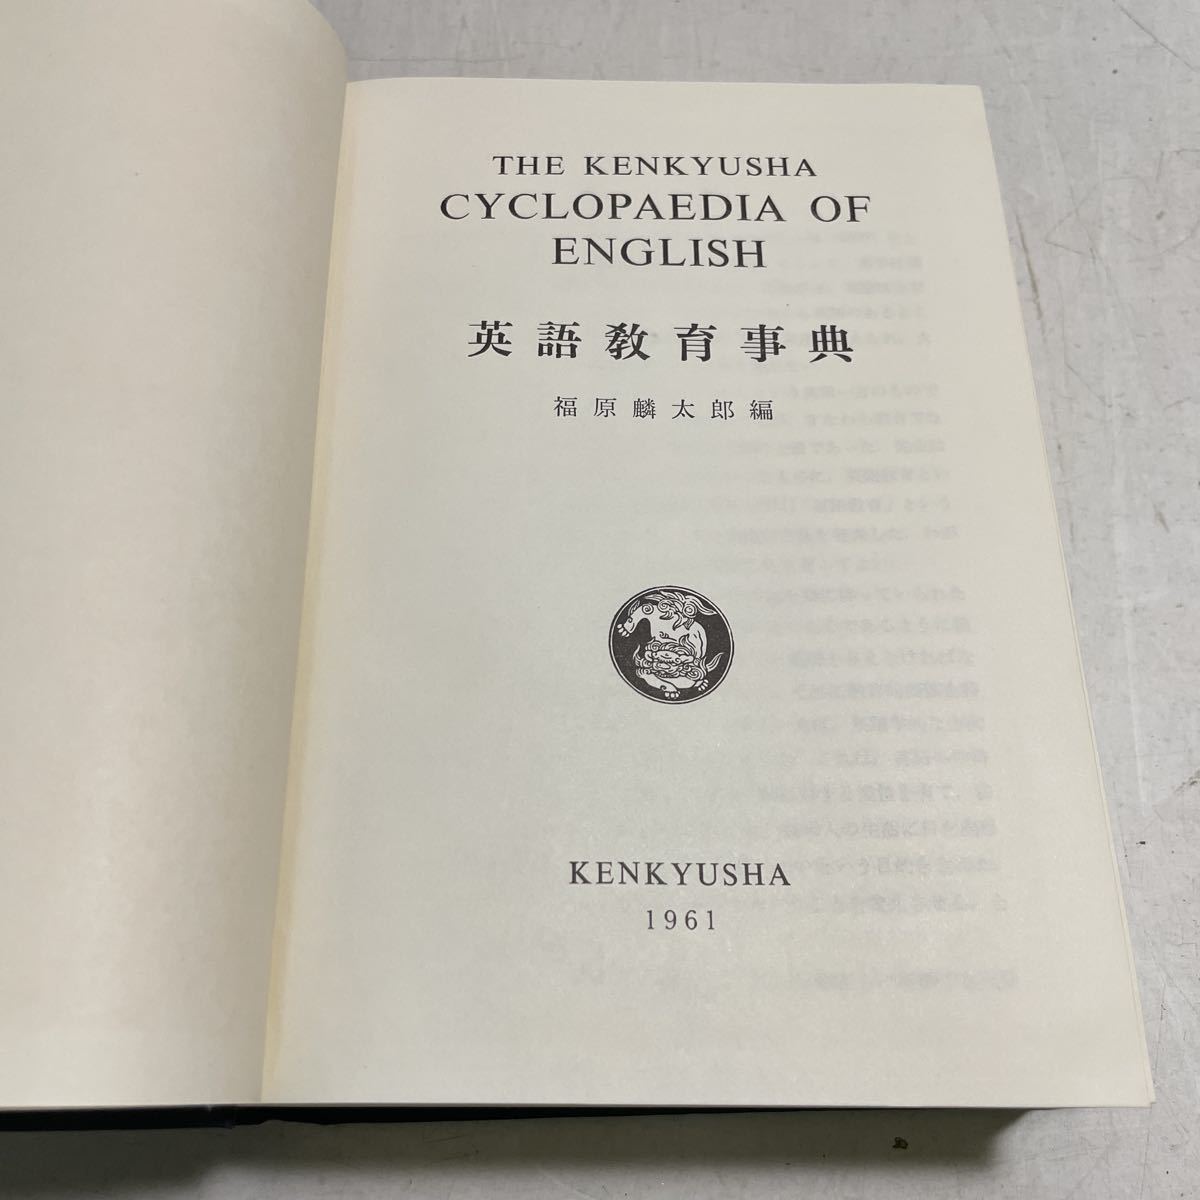 THE KENKYUSHA
CYCLOPAEDIA OF
ENGLISH
英語教育事典
福原麟太郎編
KENKYUSHA
1961